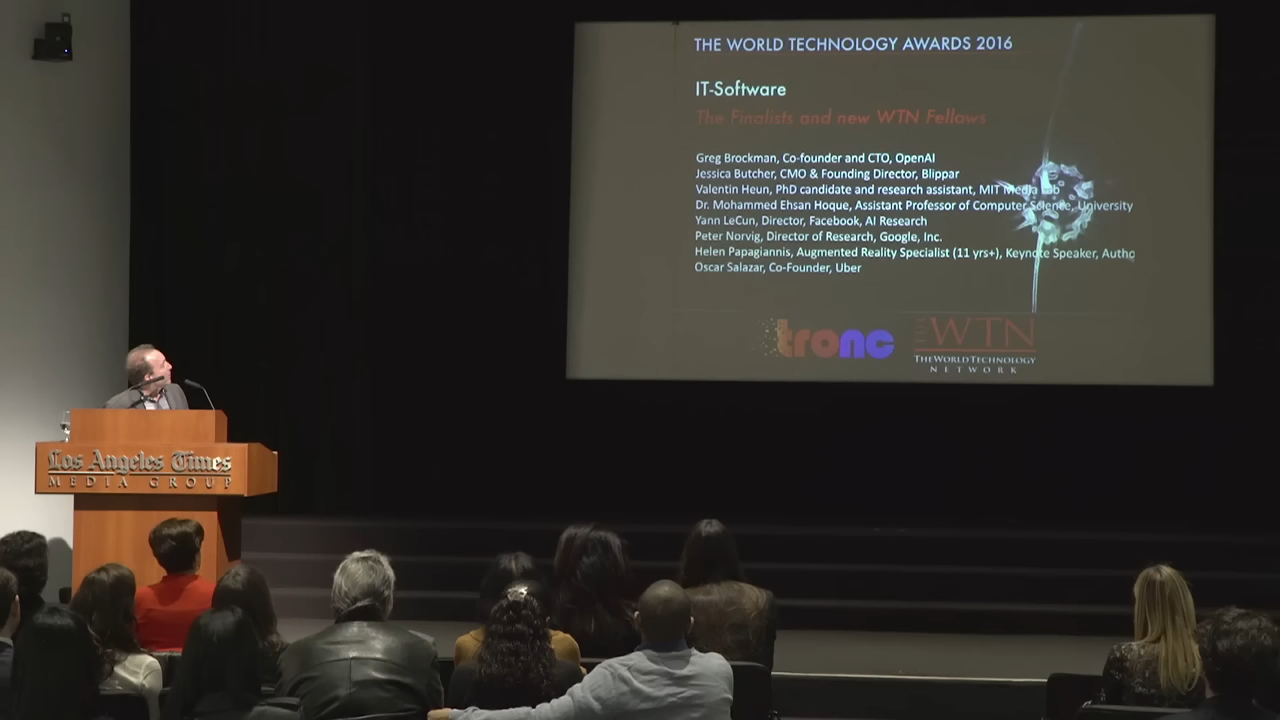 THE WORLD TECHNOLOGY AWARDS 2016
IT-Software
The Finalists and new WTN Fellows
Greg Brockman, Co-founder and CTO, OpenAI
Jessica Butcher, CMO & Founding Director, Blippar
Valentin Heun, PhD candidate and research assistant, MIT Media Lab
Dr. Mohammed Ehsan Hoque, Assistant Professor of Computer Science, University
Yann LeCun, Director, Facebook, AI Research
Peter Norvig, Director of Research, Google, Inc.
Helen Papagiannis, Augmented Reality Specialist (11 yrs+), Keynote Speaker, Autho
Oscar Salazar, Co-Founder, Uber
tronc
THE WTN
THE WORLD TECHNOLOGY
NETWORK
Los Angeles Times
MEDIA GROUP